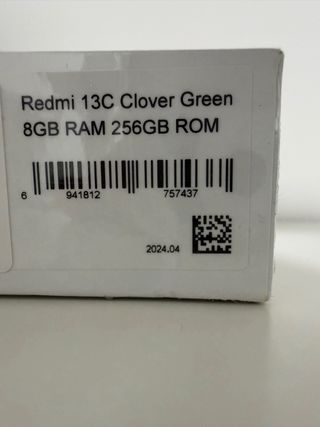 Redmi 13C Clover Green
8GB RAM 256GB ROM
6 941812 757437
2024.04